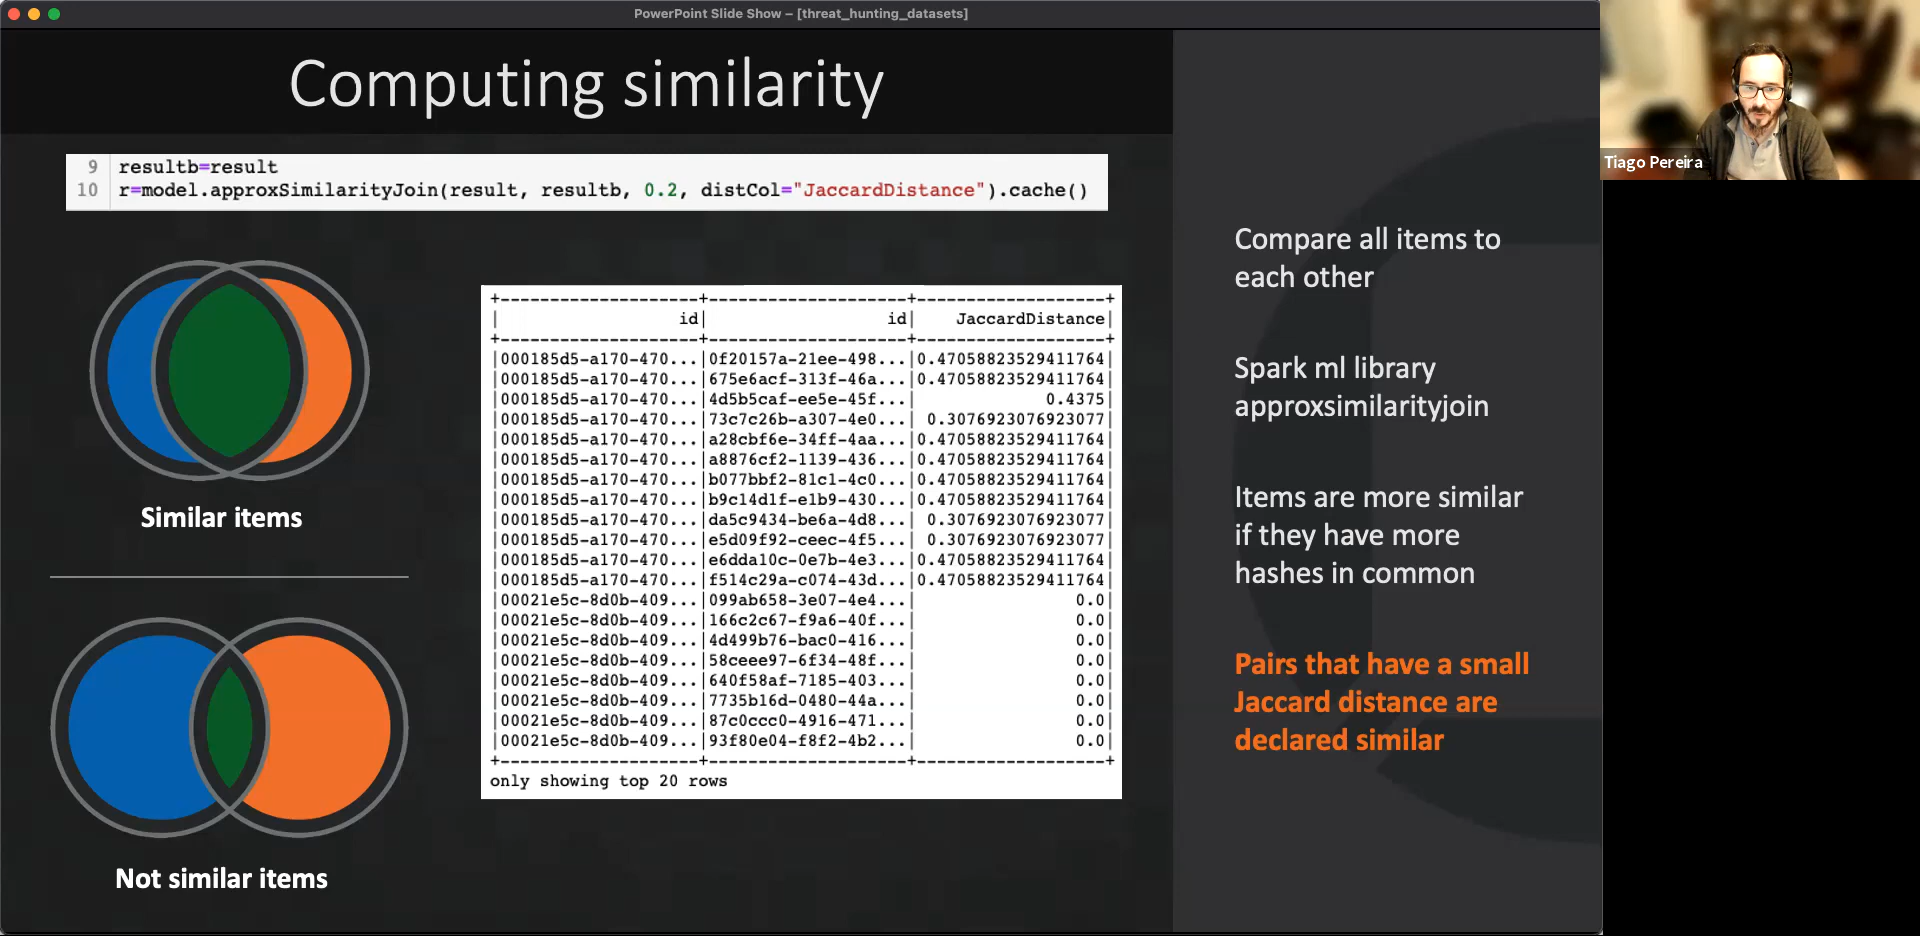 PowerPoint Slide Show – [threat_hunting_datasets]
Computing similarity
9 resultb=result
10 r=model.approxSimilarityJoin(result, resultb, 0.2, distCol="JaccardDistance").cache()
Similar items
Not similar items
+--------------------+--------------------+-------------------+
| id| id| JaccardDistance|
+--------------------+--------------------+-------------------+
|000185d5-a170-470...|0f20157a-21ee-498...|0.47058823529411764|
|000185d5-a170-470...|675e6acf-313f-46a...|0.47058823529411764|
|000185d5-a170-470...|4d5b5caf-ee5e-45f...| 0.4375|
|000185d5-a170-470...|73c7c26b-a307-4e0...| 0.3076923076923077|
|000185d5-a170-470...|a28cbf6e-34ff-4aa...|0.47058823529411764|
|000185d5-a170-470...|a8876cf2-1139-436...|0.47058823529411764|
|000185d5-a170-470...|b077bbf2-81c1-4c0...|0.47058823529411764|
|000185d5-a170-470...|b9c14d1f-e1b9-430...|0.47058823529411764|
|000185d5-a170-470...|da5c9434-be6a-4d8...| 0.3076923076923077|
|000185d5-a170-470...|e5d09f92-ceec-4f5...| 0.3076923076923077|
|000185d5-a170-470...|e6dda10c-0e7b-4e3...|0.47058823529411764|
|000185d5-a170-470...|f514c29a-c074-43d...|0.47058823529411764|
|00021e5c-8d0b-409...|099ab658-3e07-4e4...| 0.0|
|00021e5c-8d0b-409...|166c2c67-f9a6-40f...| 0.0|
|00021e5c-8d0b-409...|4d499b76-bac0-416...| 0.0|
|00021e5c-8d0b-409...|58ceee97-6f34-48f...| 0.0|
|00021e5c-8d0b-409...|640f58af-7185-403...| 0.0|
|00021e5c-8d0b-409...|7735b16d-0480-44a...| 0.0|
|00021e5c-8d0b-409...|87c0ccc0-4916-471...| 0.0|
|00021e5c-8d0b-409...|93f80e04-f8f2-4b2...| 0.0|
+--------------------+--------------------+-------------------+
only showing top 20 rows
Compare all items to
each other
Spark ml library
approxsimilarityjoin
Items are more similar
if they have more
hashes in common
Pairs that have a small
Jaccard distance are
declared similar
Tiago Pereira